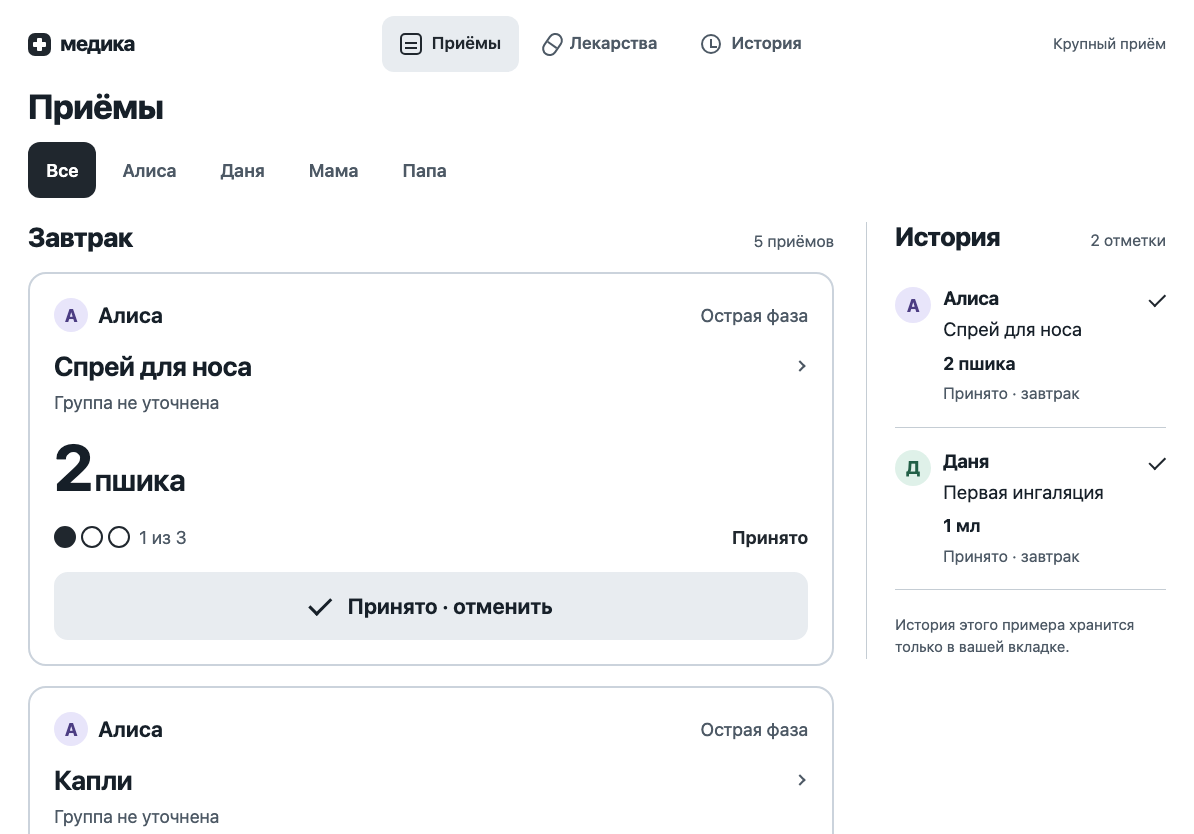 медика
Приёмы
Лекарства
История
Крупный приём
Приёмы
Все
Алиса
Даня
Мама
Папа
Завтрак
5 приёмов
А
Алиса
Острая фаза
Спрей для носа
Группа не уточнена
2 пшика
1 из 3
Принято
Принято · отменить
А
Алиса
Острая фаза
Капли
Группа не уточнена
История
2 отметки
А
Алиса
Спрей для носа
2 пшика
Принято · завтрак
Д
Даня
Первая ингаляция
1 мл
Принято · завтрак
История этого примера хранится
только в вашей вкладке.